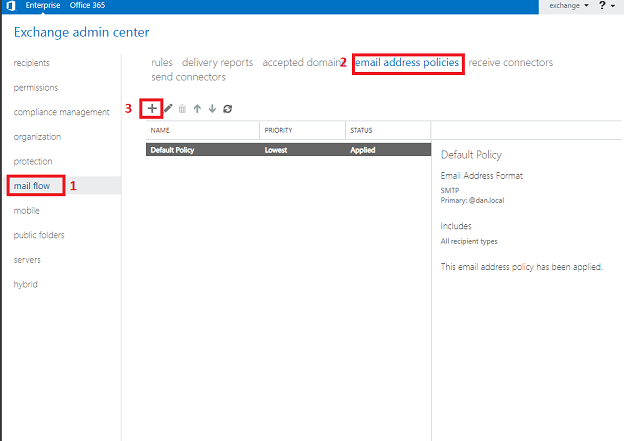 Enterprise Office 365
exchange ?
Exchange admin center
recipients
permissions
compliance management
organization
protection
mail flow 1
mobile
public folders
servers
hybrid
rules delivery reports accepted domains 2 email address policies receive connectors
send connectors
3
NAME PRIORITY STATUS
Default Policy Lowest Applied
Default Policy
Email Address Format
SMTP
Primary: @dan.local
Includes
All recipient types
This email address policy has been applied.